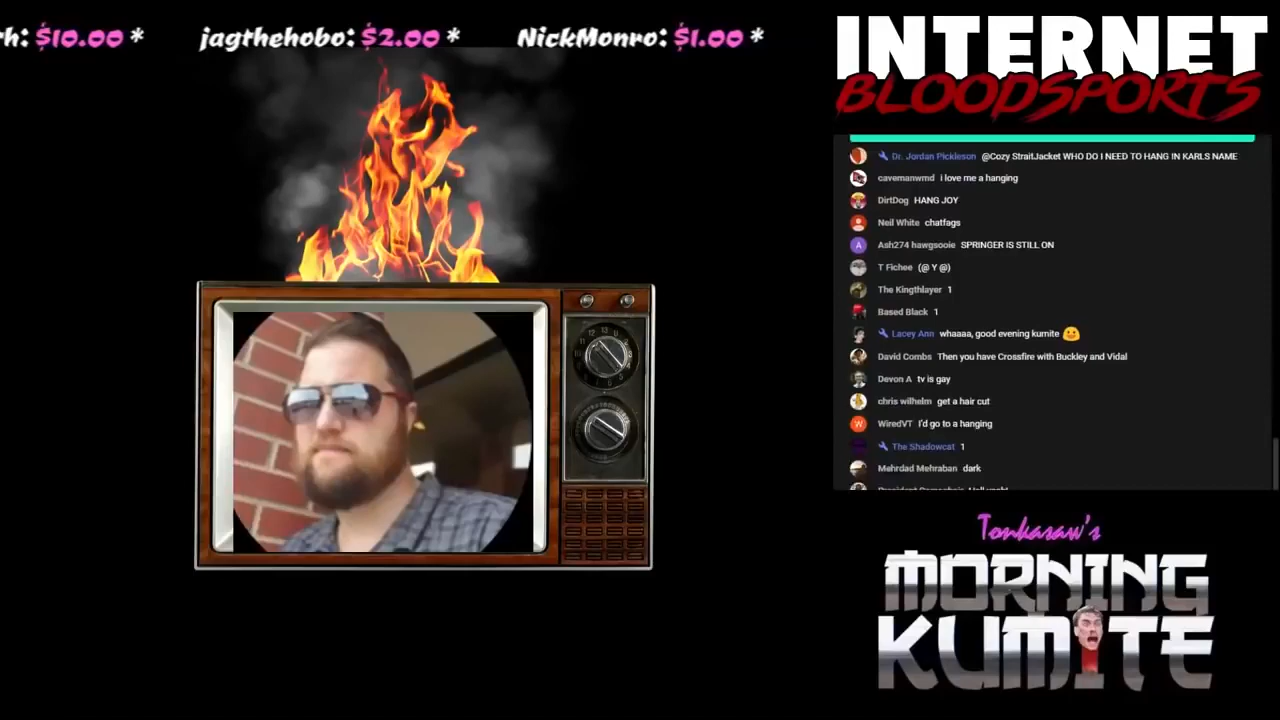 h: $10.00 * jagthehobo: $2.00 * NickMonro: $1.00 *
INTERNET
BLOODSPORTS
Dr. Jordan Pickleson @Cozy StraitJacket WHO DO I NEED TO HANG IN KARLS NAME
cavemanwmd i love me a hanging
DirtDog HANG JOY
Neil White chatfags
A Ash274 hawgsooie SPRINGER IS STILL ON
T Fichee (@ Y @)
The Kingthlayer 1
Based Black 1
Lacey Ann whaaaa, good evening kumite
David Combs Then you have Crossfire with Buckley and Vidal
Devon A tv is gay
chris wilhelm get a hair cut
W WiredVT I'd go to a hanging
The Shadowcat 1
Mehrdad Mehraban dark
Tonkasaw's
MORNING
KUMITE